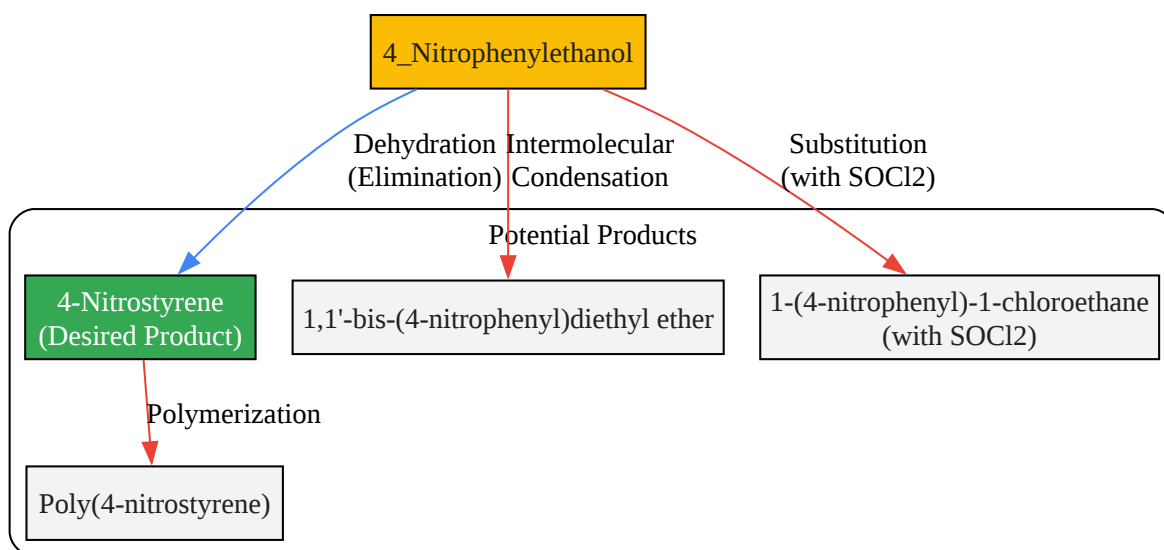 4_Nitrophenylethanol
Dehydration
(Elimination)
Intermolecular
Condensation
Substitution
(with SOCl2)
Potential Products
4-Nitrostyrene
(Desired Product)
1,1'-bis-(4-nitrophenyl)diethyl ether
1-(4-nitrophenyl)-1-chloroethane
(with SOCl2)
Polymerization
Poly(4-nitrostyrene)